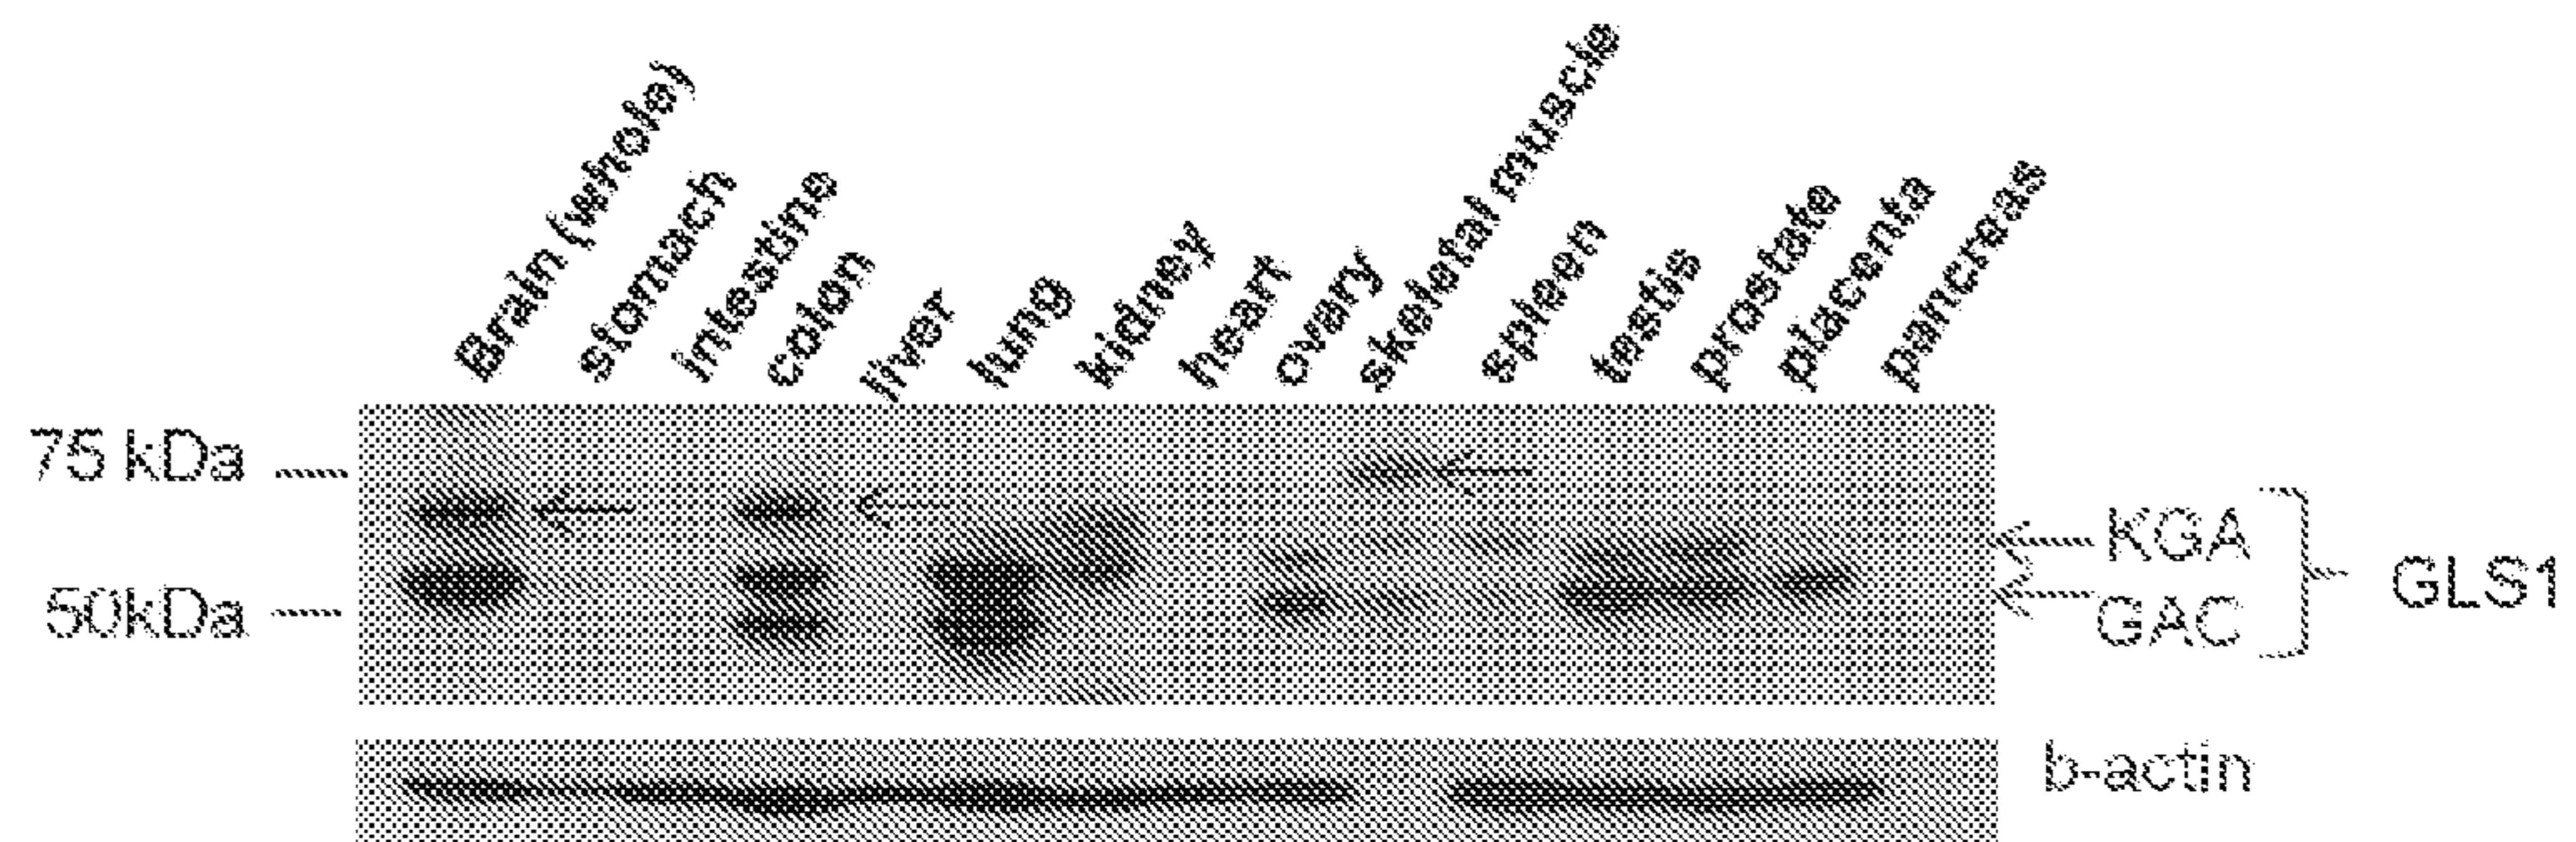 Brain (whole)
stomach
intestine
colon
liver
lung
kidney
heart
ovary
skeletal muscle
spleen
testis
prostate
placenta
pancreas
75 kDa
50kDa
KGA
GAC
GLS1
b-actin